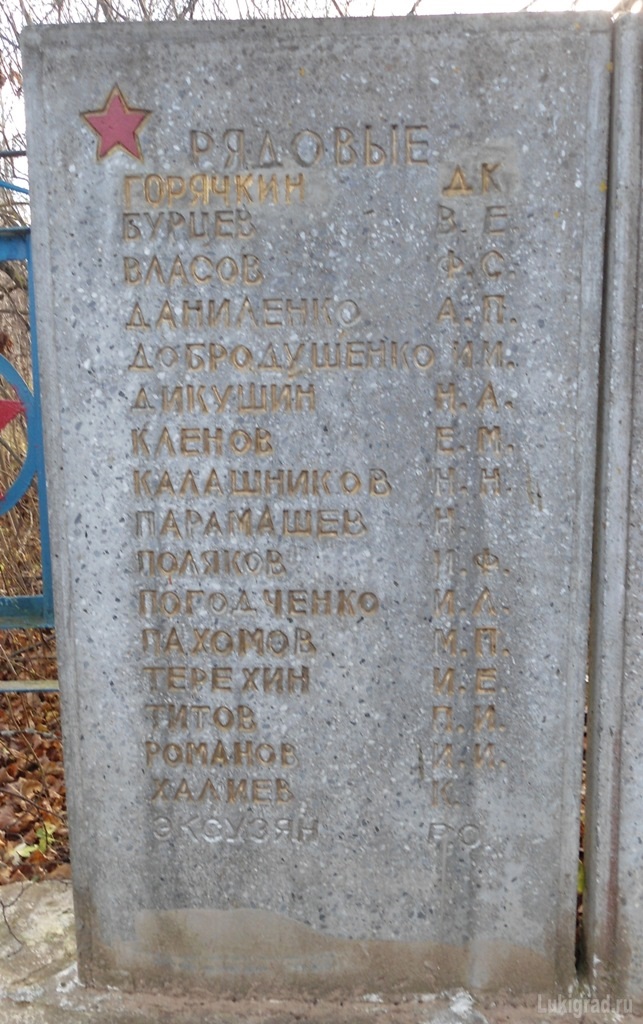 РЯДОВЫЕ
ГОРЯЧКИН Д К
БУРЦЕВ В. Е.
ВЛАСОВ Ф. С.
ДАНИЛЕНКО А. П.
ДОБРОДУШЕНКО И.И.
ДИКУШИН Н. А.
КЛЕНОВ Е. М.
КАЛАШНИКОВ Н. Н.
ПАРАМАШЕВ Н.
ПОЛЯКОВ И. Ф.
ПОГОДЧЕНКО И. Л.
ПАХОМОВ М. П.
ТЕРЕХИН И. Е.
ТИТОВ П. И.
РОМАНОВ И. И.
ХАЛИЕВ К
ЭКСУЗЯН Р О.
Lukigrad.ru